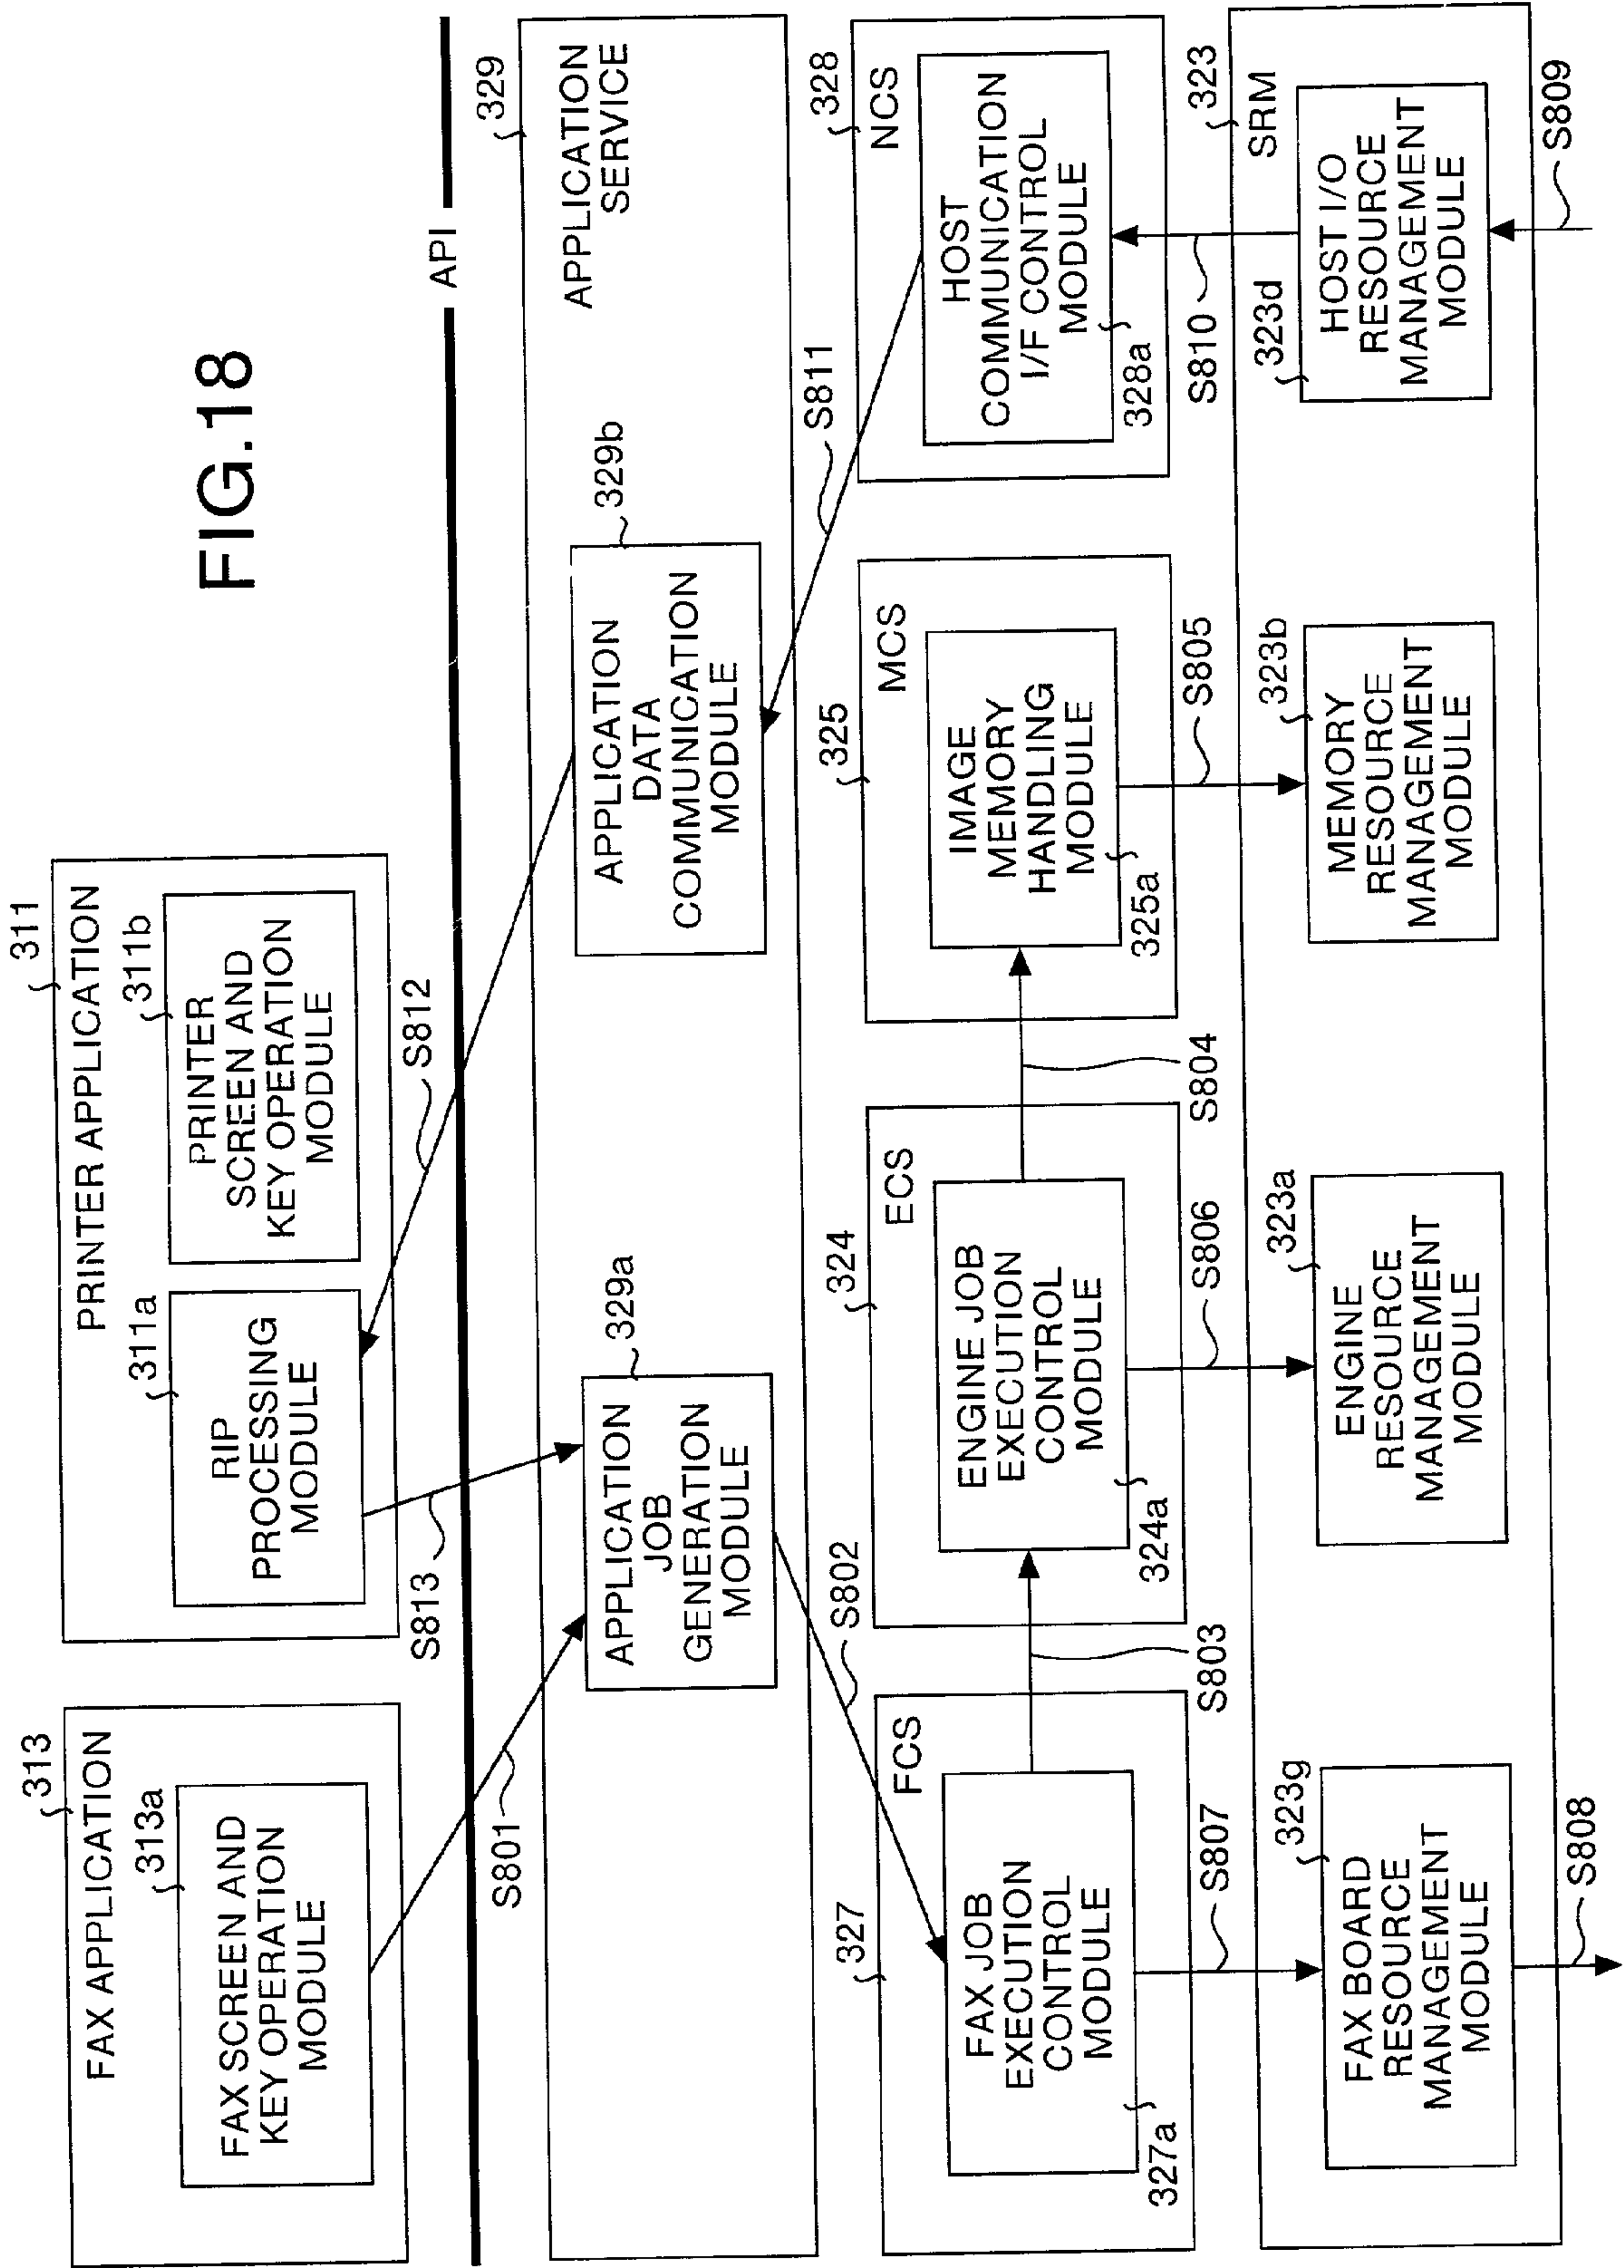 FIG.18
313
FAX APPLICATION
313a
FAX SCREEN AND
KEY OPERATION
MODULE
311
PRINTER APPLICATION
311a
RIP
PROCESSING
MODULE
311b
PRINTER
SCREEN AND
KEY OPERATION
MODULE
S801
S813
S812
API
329
APPLICATION
SERVICE
329a
APPLICATION
JOB
GENERATION
MODULE
329b
APPLICATION
DATA
COMMUNICATION
MODULE
S802
S811
327
FCS
FAX JOB
EXECUTION
CONTROL
MODULE
327a
S803
324
ECS
ENGINE JOB
EXECUTION
CONTROL
MODULE
324a
S804
325
MCS
IMAGE
MEMORY
HANDLING
MODULE
325a
328
NCS
HOST
COMMUNICATION
I/F CONTROL
MODULE
328a
S807
S806
S805
S810
323
SRM
323g
FAX BOARD
RESOURCE
MANAGEMENT
MODULE
323a
ENGINE
RESOURCE
MANAGEMENT
MODULE
323b
MEMORY
RESOURCE
MANAGEMENT
MODULE
323d
HOST I/O
RESOURCE
MANAGEMENT
MODULE
S808
S809